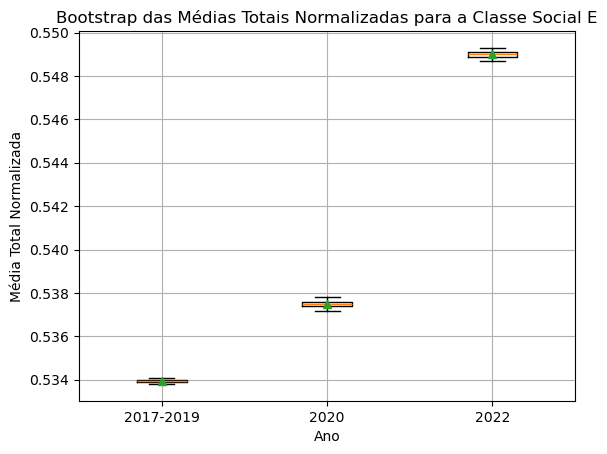 Bootstrap das Médias Totais Normalizadas para a Classe Social E
0.550
0.548
0.546
0.544
0.542
0.540
0.538
0.536
0.534
Média Total Normalizada
2017-2019 2020 2022
Ano